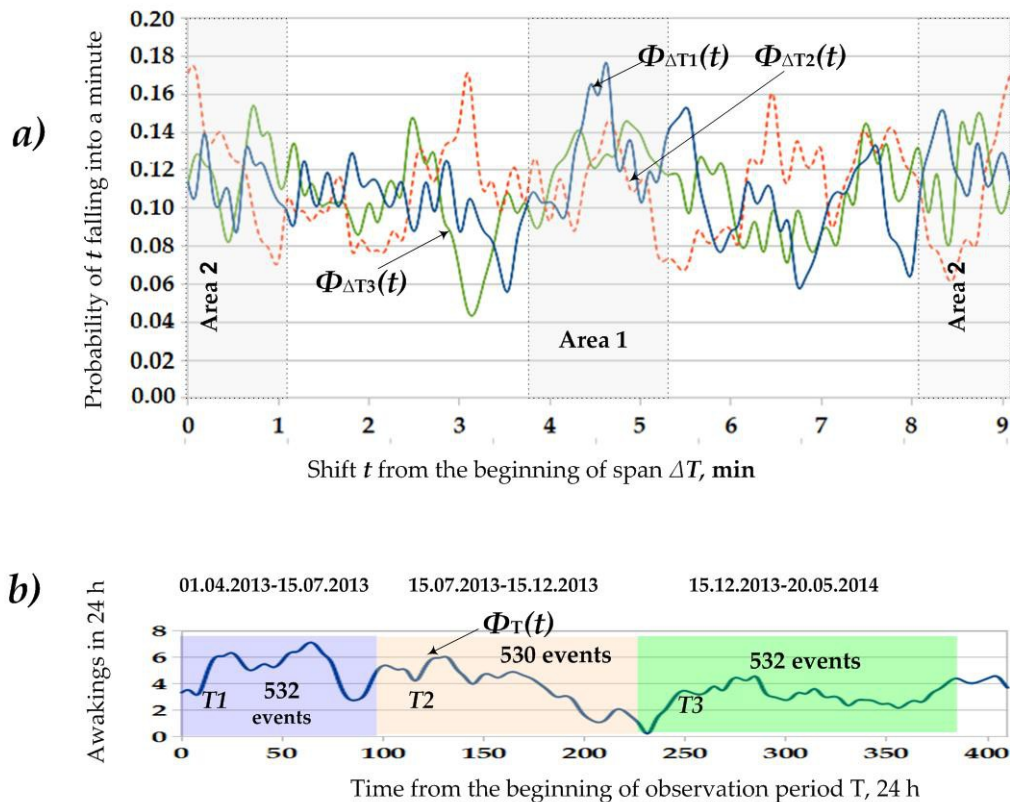 a)
Probability of t falling into a minute
0.20
0.18
0.16
0.14
0.12
0.10
0.08
0.06
0.04
0.02
0.00
ΦΔT1(t)
ΦΔT2(t)
ΦΔT3(t)
Area 2
Area 1
Area 2
0 1 2 3 4 5 6 7 8 9
Shift t from the beginning of span ΔT, min
b)
01.04.2013-15.07.2013 15.07.2013-15.12.2013 15.12.2013-20.05.2014
Awakings in 24 h
8
6
4
2
0
ΦT(t)
T1
532
events
T2
530 events
T3
532 events
0 50 100 150 200 250 300 350 400
Time from the beginning of observation period T, 24 h